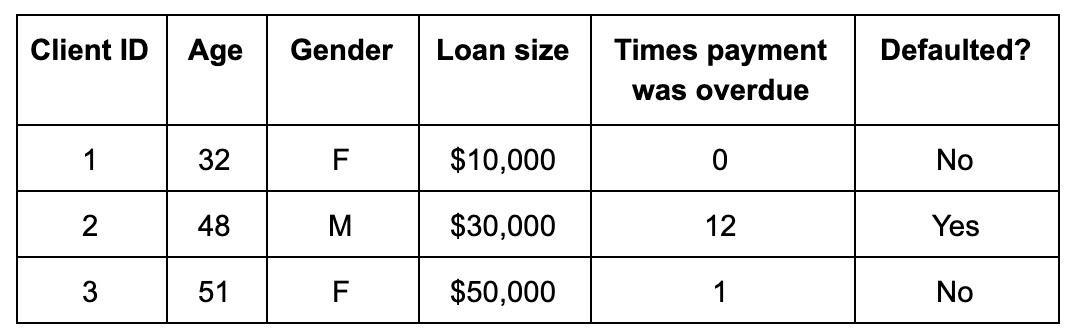 Client ID Age Gender Loan size Times payment was overdue Defaulted?
1 32 F $10,000 0 No
2 48 M $30,000 12 Yes
3 51 F $50,000 1 No